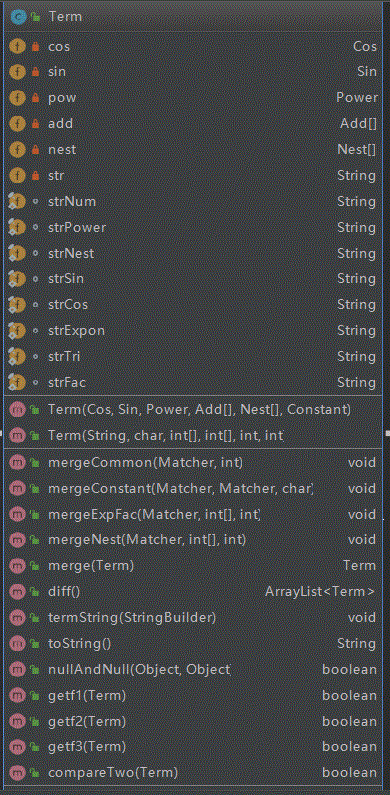 Term
cos Cos
sin Sin
pow Power
add Add[]
nest Nest[]
str String
strNum String
strPower String
strNest String
strSin String
strCos String
strExpon String
strTri String
strFac String
Term(Cos, Sin, Power, Add[], Nest[], Constant)
Term(String, char, int[], int[], int, int
mergeCommon(Matcher, int) void
mergeConstant(Matcher, Matcher, char) void
mergeExpFac(Matcher, int[], int) void
mergeNest(Matcher, int[], int) void
merge(Term) Term
diff() ArrayList<Term>
termString(StringBuilder) void
toString() String
nullAndNull(Object, Object boolean
getf1(Term) boolean
getf2(Term) boolean
getf3(Term) boolean
compareTwo(Term) boolean